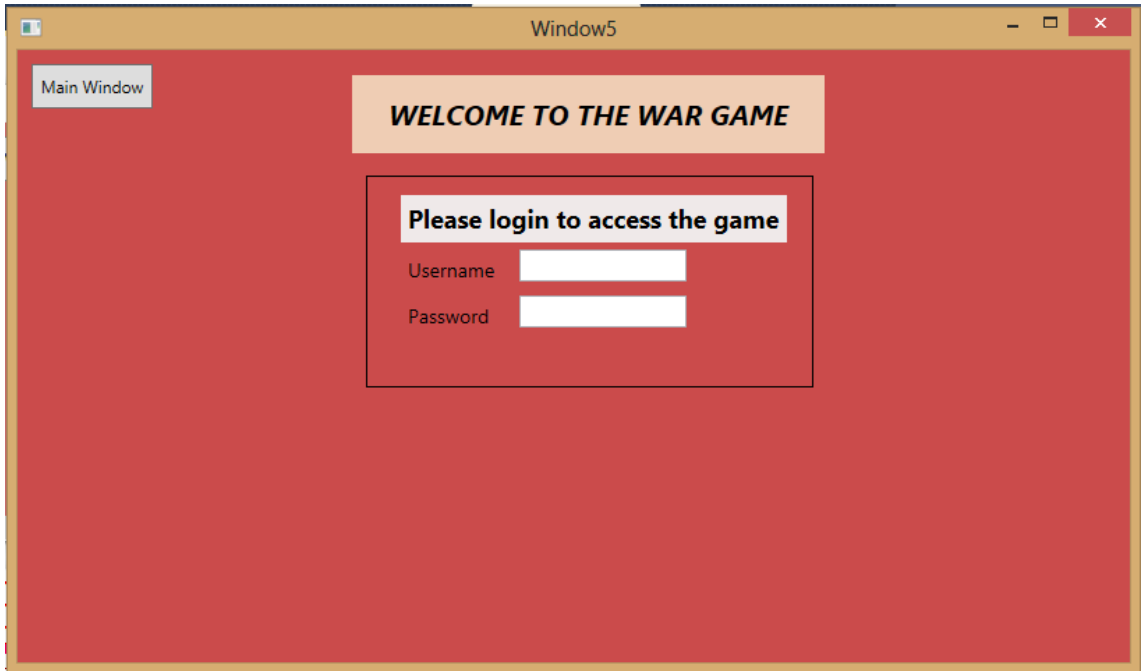 Window5
Main Window
WELCOME TO THE WAR GAME
Please login to access the game
Username
Password